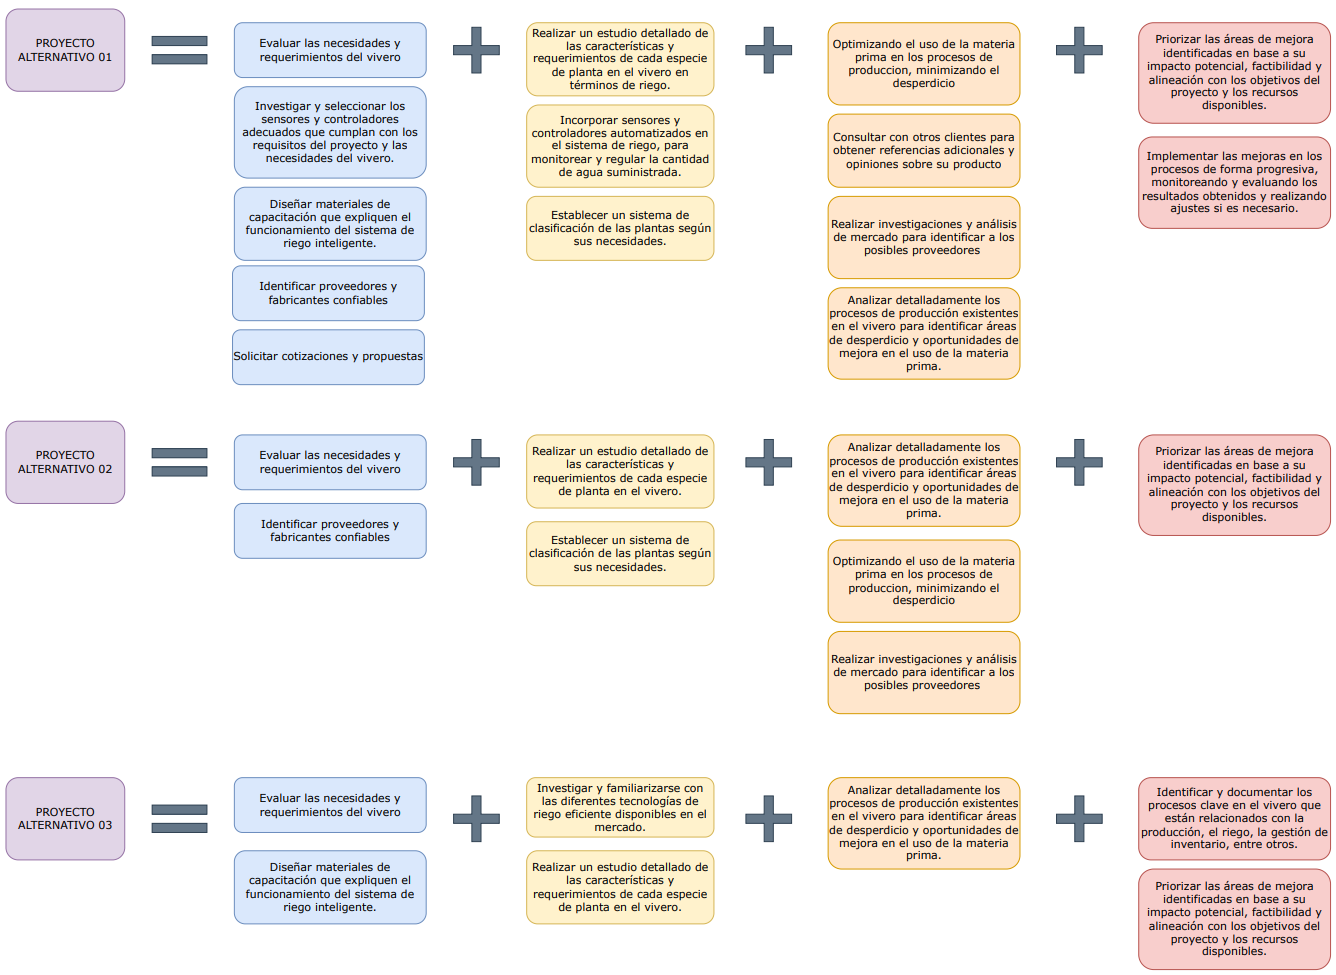 PROYECTO
ALTERNATIVO 01
Evaluar las necesidades y
requerimientos del vivero
Investigar y seleccionar los
sensores y controladores
adecuados que cumplan con los
requisitos del proyecto y las
necesidades del vivero.
Diseñar materiales de
capacitación que expliquen el
funcionamiento del sistema de
riego inteligente.
Identificar proveedores y
fabricantes confiables
Solicitar cotizaciones y propuestas
Realizar un estudio detallado de
las características y
requerimientos de cada especie
de planta en el vivero en
términos de riego.
Incorporar sensores y
controladores automatizados en
el sistema de riego, para
monitorear y regular la cantidad
de agua suministrada.
Establecer un sistema de
clasificación de las plantas según
sus necesidades.
Optimizando el uso de la materia
prima en los procesos de
produccion, minimizando el
desperdicio
Consultar con otros clientes para
obtener referencias adicionales y
opiniones sobre su producto
Realizar investigaciones y análisis
de mercado para identificar a los
posibles proveedores
Analizar detalladamente los
procesos de producción existentes
en el vivero para identificar áreas
de desperdicio y oportunidades de
mejora en el uso de la materia
prima.
Priorizar las áreas de mejora
identificadas en base a su
impacto potencial, factibilidad y
alineación con los objetivos del
proyecto y los recursos
disponibles.
Implementar las mejoras en los
procesos de forma progresiva,
monitoreando y evaluando los
resultados obtenidos y realizando
ajustes si es necesario.
PROYECTO
ALTERNATIVO 02
Evaluar las necesidades y
requerimientos del vivero
Identificar proveedores y
fabricantes confiables
Realizar un estudio detallado de
las características y
requerimientos de cada especie
de planta en el vivero.
Establecer un sistema de
clasificación de las plantas según
sus necesidades.
Analizar detalladamente los
procesos de producción existentes
en el vivero para identificar áreas
de desperdicio y oportunidades de
mejora en el uso de la materia
prima.
Optimizando el uso de la materia
prima en los procesos de
produccion, minimizando el
desperdicio
Realizar investigaciones y análisis
de mercado para identificar a los
posibles proveedores
Priorizar las áreas de mejora
identificadas en base a su
impacto potencial, factibilidad y
alineación con los objetivos del
proyecto y los recursos
disponibles.
PROYECTO
ALTERNATIVO 03
Evaluar las necesidades y
requerimientos del vivero
Diseñar materiales de
capacitación que expliquen el
funcionamiento del sistema de
riego inteligente.
Investigar y familiarizarse con
las diferentes tecnologías de
riego eficiente disponibles en el
mercado.
Realizar un estudio detallado de
las características y
requerimientos de cada especie
de planta en el vivero.
Analizar detalladamente los
procesos de producción existentes
en el vivero para identificar áreas
de desperdicio y oportunidades de
mejora en el uso de la materia
prima.
Identificar y documentar los
procesos clave en el vivero que
están relacionados con la
producción, el riego, la gestión de
inventario, entre otros.
Priorizar las áreas de mejora
identificadas en base a su
impacto potencial, factibilidad y
alineación con los objetivos del
proyecto y los recursos
disponibles.